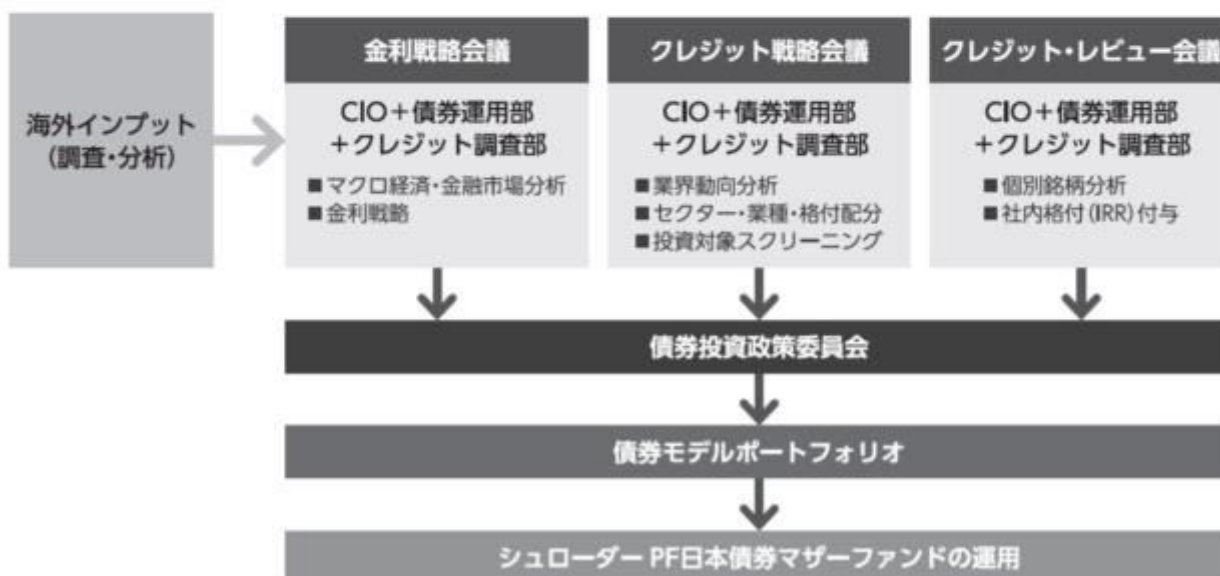 海外インプット
(調査・分析)
金利戦略会議
CIO＋債券運用部
＋クレジット調査部
■マクロ経済・金融市場分析
■金利戦略
クレジット戦略会議
CIO＋債券運用部
＋クレジット調査部
■業界動向分析
■セクター・業種・格付配分
■投資対象スクリーニング
クレジット・レビュー会議
CIO＋債券運用部
＋クレジット調査部
■個別銘柄分析
■社内格付(IRR)付与
債券投資政策委員会
債券モデルポートフォリオ
シュローダー PF日本債券マザーファンドの運用